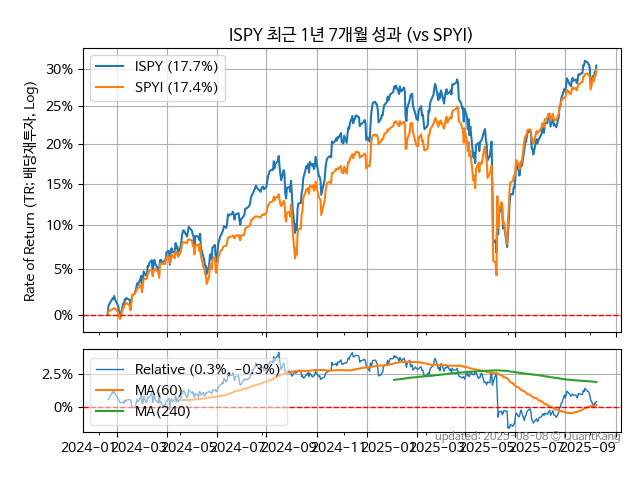 ISPY 최근 1년 7개월 성과 (vs SPYI)
Rate of Return (TR: 배당재투자, Log)
ISPY (17.7%)
SPYI (17.4%)
30%
25%
20%
15%
10%
5%
0%
Relative (0.3%, −0.3%)
MA(60)
MA(240)
2.5%
0%
2024-01 2024-03 2024-05 2024-07 2024-09 2024-11 2025-01 2025-03 2025-05 2025-07 2025-09
updated: 2025-08-08 © QuantKang